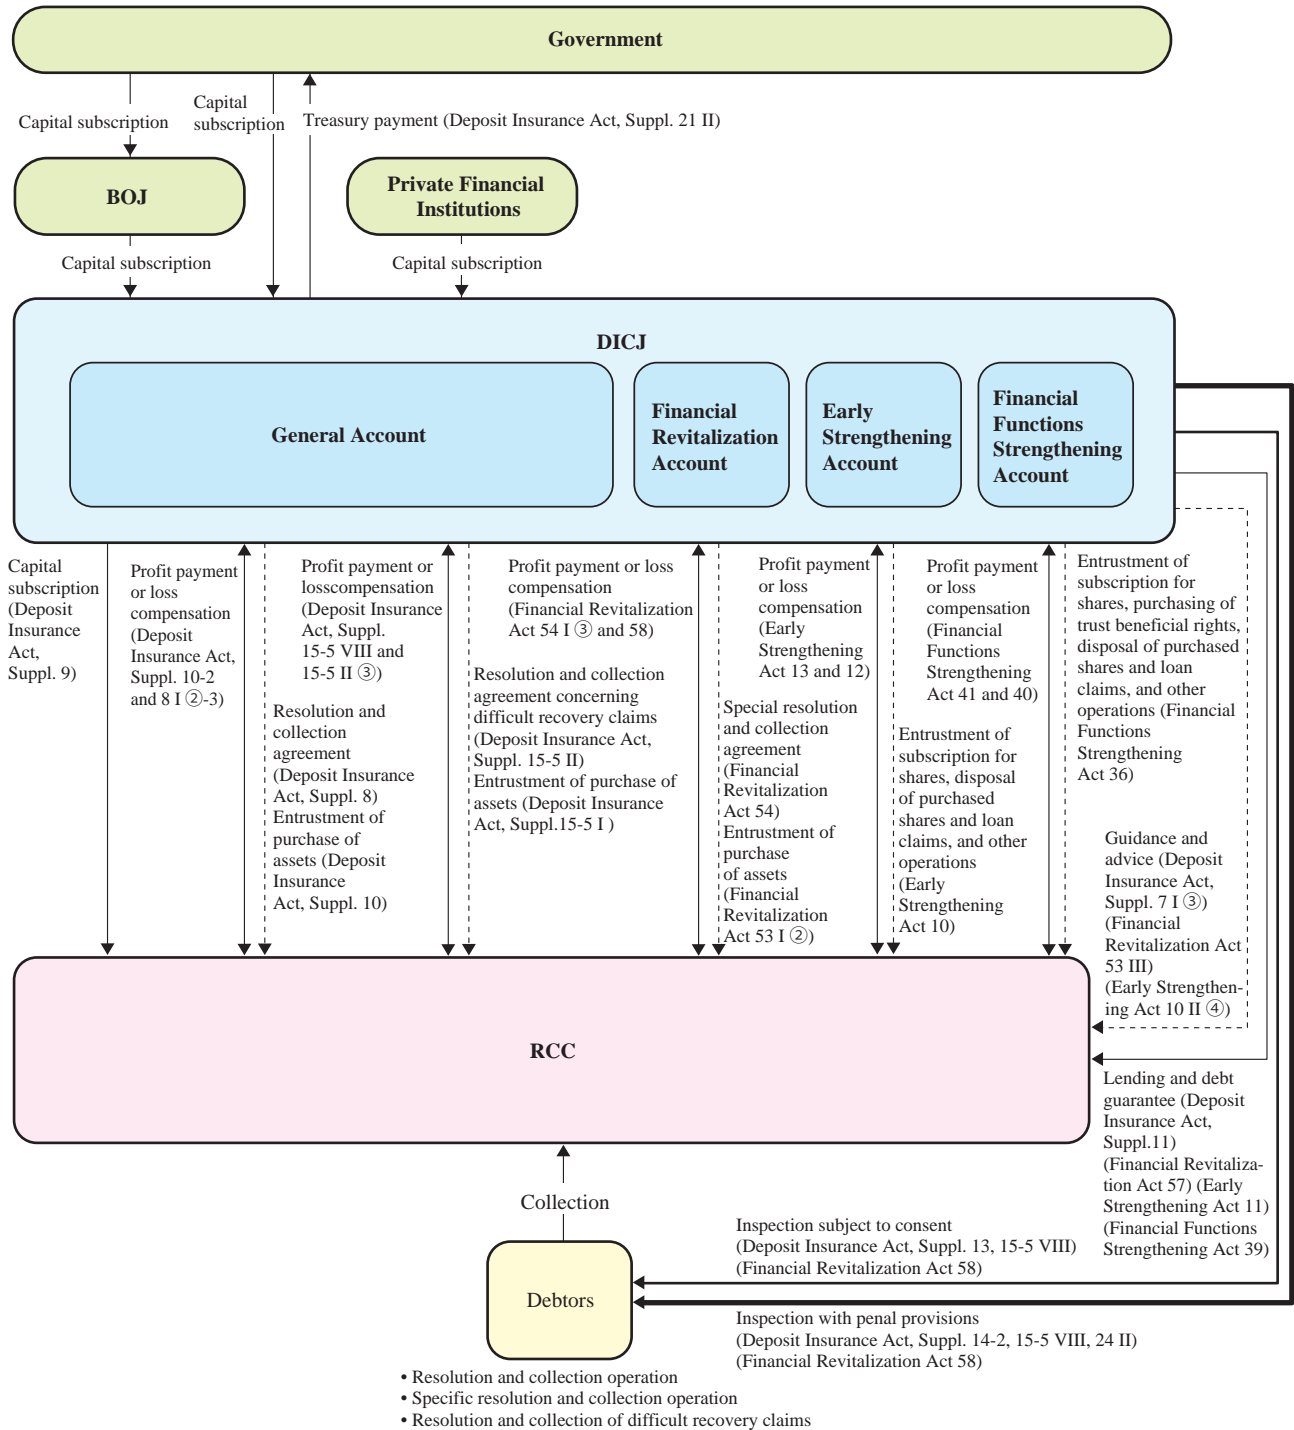 Government
Capital subscription
Capital
subscription
Treasury payment (Deposit Insurance Act, Suppl. 21 II)
BOJ
Private Financial
Institutions
Capital subscription
Capital subscription
DICJ
General Account
Financial
Revitalization
Account
Early
Strengthening
Account
Financial
Functions
Strengthening
Account
Capital
subscription
(Deposit
Insurance
Act,
Suppl. 9)
Profit payment
or loss
compensation
(Deposit
Insurance Act,
Suppl. 10-2
and 8 I ②-3)
Resolution and
collection
agreement
(Deposit Insurance
Act, Suppl. 8)
Entrustment of
purchase of
assets (Deposit
Insurance
Act, Suppl. 10)
Profit payment or
losscompensation
(Deposit Insurance
Act, Suppl.
15-5 VIII and
15-5 II ③)
Resolution and collection
agreement concerning
difficult recovery claims
(Deposit Insurance Act,
Suppl. 15-5 II)
Entrustment of purchase of
assets (Deposit Insurance
Act, Suppl.15-5 I )
Profit payment or loss
compensation
(Financial Revitalization
Act 54 I ③ and 58)
Special resolution
and collection
agreement
(Financial
Revitalization
Act 54)
Entrustment of
purchase
of assets
(Financial
Revitalization
Act 53 I ②)
Profit payment
or loss
compensation
(Early
Strengthening
Act 13 and 12)
Entrustment of
subscription for
shares, disposal
of purchased
shares and loan
claims, and other
operations
(Early
Strengthening
Act 10)
Profit payment
or loss
compensation
(Financial
Functions
Strengthening
Act 41 and 40)
Entrustment of
subscription for
shares, purchasing of
trust beneficial rights,
disposal of purchased
shares and loan
claims, and other
operations (Financial
Functions
Strengthening
Act 36)
Guidance and
advice (Deposit
Insurance Act,
Suppl. 7 I ③)
(Financial
Revitalization Act
53 III)
(Early Strengthen-
ing Act 10 II ④)
RCC
Lending and debt
guarantee (Deposit
Insurance Act,
Suppl.11)
(Financial Revitaliza-
tion Act 57) (Early
Strengthening Act 11)
(Financial Functions
Strengthening Act 39)
Collection
Debtors
Inspection subject to consent
(Deposit Insurance Act, Suppl. 13, 15-5 VIII)
(Financial Revitalization Act 58)
Inspection with penal provisions
(Deposit Insurance Act, Suppl. 14-2, 15-5 VIII, 24 II)
(Financial Revitalization Act 58)
• Resolution and collection operation
• Specific resolution and collection operation
• Resolution and collection of difficult recovery claims